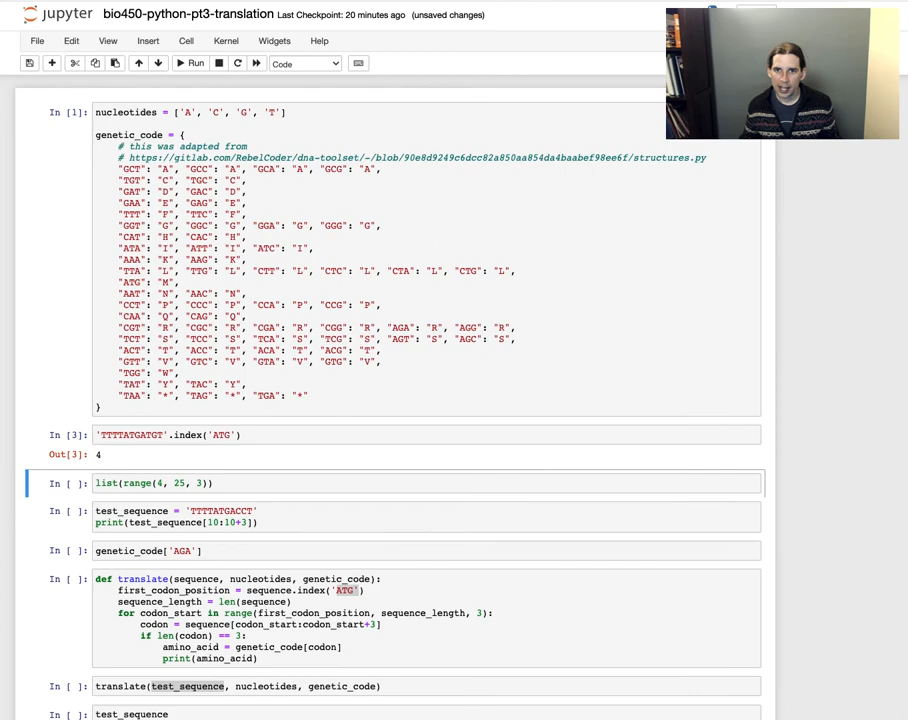 jupyter bio450-python-pt3-translation Last Checkpoint: 20 minutes ago (unsaved changes)
File Edit View Insert Cell Kernel Widgets Help
Run Code
In [1]: nucleotides = ['A', 'C', 'G', 'T']
genetic_code = {
# this was adapted from
# https://gitlab.com/RebelCoder/dna-toolset/-/blob/90e8d9249c6dcc82a850aa854da4baabef98ee6f/structures.py
"GCT": "A", "GCC": "A", "GCA": "A", "GCG": "A",
"TGT": "C", "TGC": "C",
"GAT": "D", "GAC": "D",
"GAA": "E", "GAG": "E",
"TTT": "F", "TTC": "F",
"GGT": "G", "GGC": "G", "GGA": "G", "GGG": "G",
"CAT": "H", "CAC": "H",
"ATA": "I", "ATT": "I", "ATC": "I",
"AAA": "K", "AAG": "K",
"TTA": "L", "TTG": "L", "CTT": "L", "CTC": "L", "CTA": "L", "CTG": "L",
"ATG": "M",
"AAT": "N", "AAC": "N",
"CCT": "P", "CCC": "P", "CCA": "P", "CCG": "P",
"CAA": "Q", "CAG": "Q",
"CGT": "R", "CGC": "R", "CGA": "R", "CGG": "R", "AGA": "R", "AGG": "R",
"TCT": "S", "TCC": "S", "TCA": "S", "TCG": "S", "AGT": "S", "AGC": "S",
"ACT": "T", "ACC": "T", "ACA": "T", "ACG": "T",
"GTT": "V", "GTC": "V", "GTA": "V", "GTG": "V",
"TGG": "W",
"TAT": "Y", "TAC": "Y",
"TAA": "*", "TAG": "*", "TGA": "*"
}
In [3]: 'TTTTATGATGT'.index('ATG')
Out[3]: 4
In [ ]: list(range(4, 25, 3))
In [ ]: test_sequence = 'TTTTATGACCT'
print(test_sequence[10:10+3])
In [ ]: genetic_code['AGA']
In [ ]: def translate(sequence, nucleotides, genetic_code):
first_codon_position = sequence.index('ATG')
sequence_length = len(sequence)
for codon_start in range(first_codon_position, sequence_length, 3):
codon = sequence[codon_start:codon_start+3]
if len(codon) == 3:
amino_acid = genetic_code[codon]
print(amino_acid)
In [ ]: translate(test_sequence, nucleotides, genetic_code)
In [ ]: test_sequence